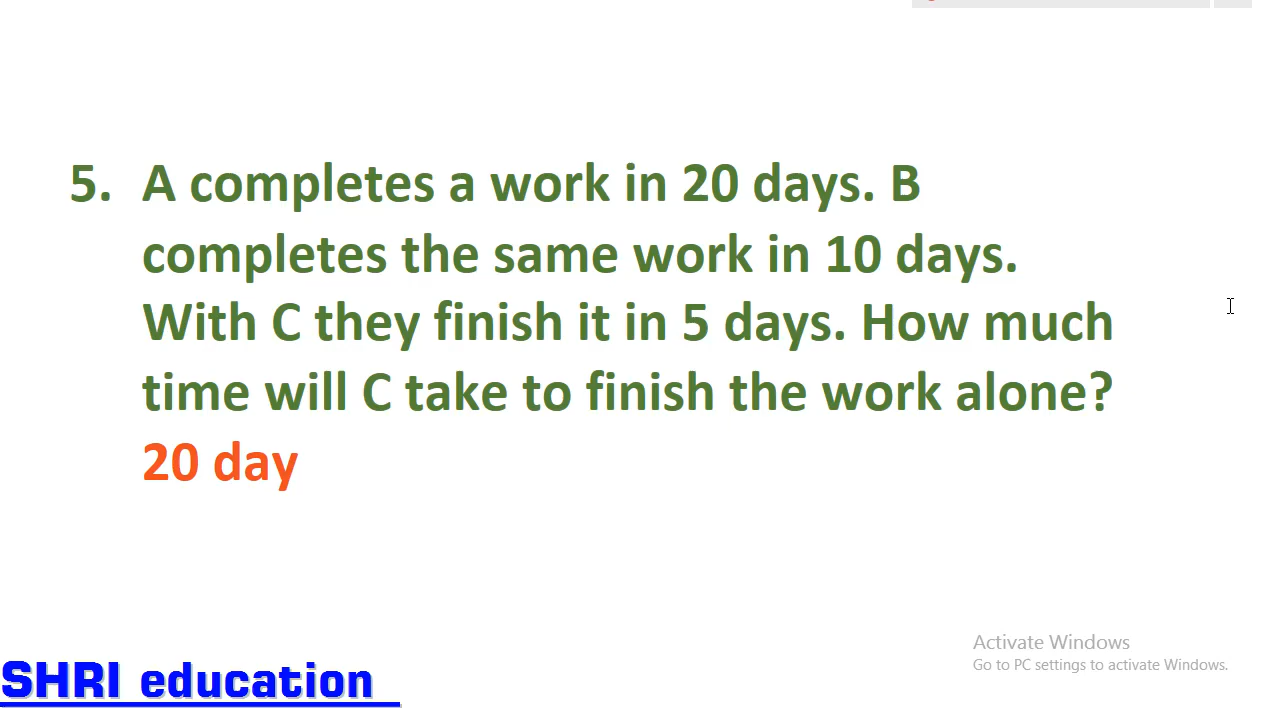 5. A completes a work in 20 days. B
completes the same work in 10 days.
With C they finish it in 5 days. How much
time will C take to finish the work alone?
20 day
Activate Windows
Go to PC settings to activate Windows.
SHRI education